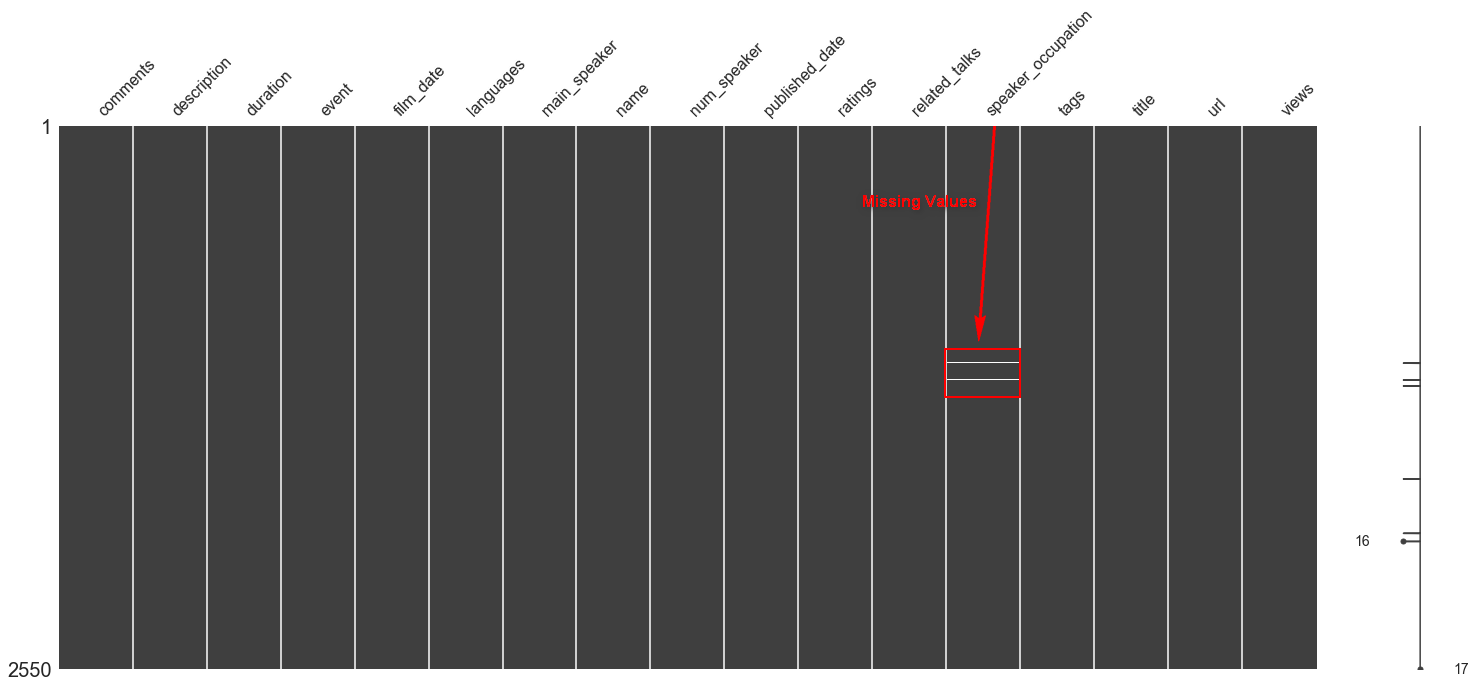 comments
description
duration
event
film_date
languages
main_speaker
name
num_speaker
published_date
ratings
related_talks
speaker_occupation
tags
title
url
views
1
Missing Values
16
2550
17